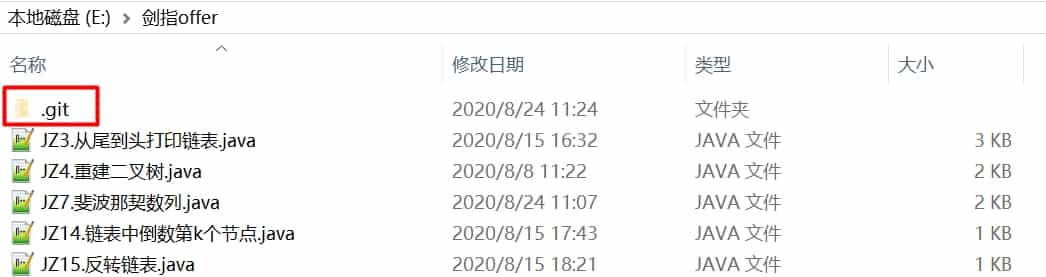 本地磁盘 (E:) > 剑指offer
名称 修改日期 类型 大小
.git 2020/8/24 11:24 文件夹
JZ3.从尾到头打印链表.java 2020/8/15 16:32 JAVA 文件 3 KB
JZ4.重建二叉树.java 2020/8/8 11:22 JAVA 文件 2 KB
JZ7.斐波那契数列.java 2020/8/24 11:07 JAVA 文件 2 KB
JZ14.链表中倒数第k个节点.java 2020/8/15 17:43 JAVA 文件 1 KB
JZ15.反转链表.java 2020/8/15 18:21 JAVA 文件 1 KB